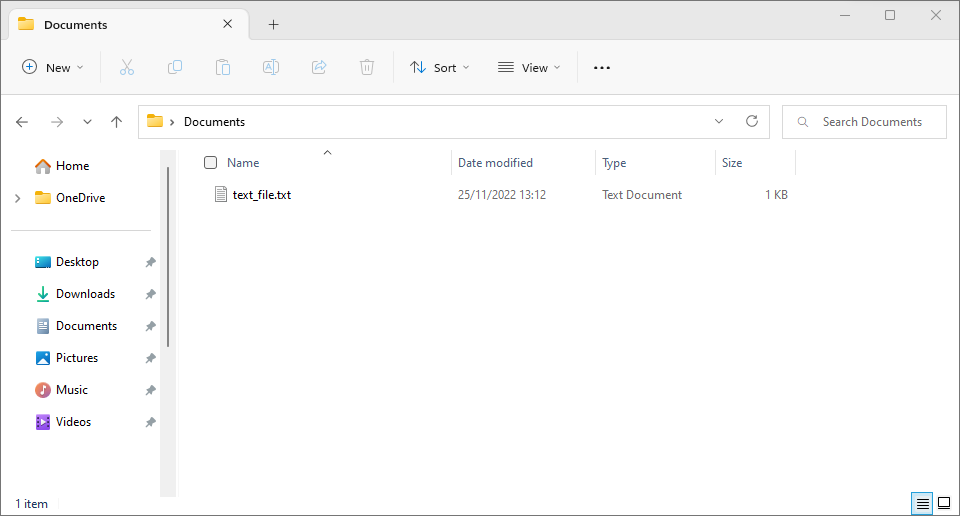 Documents
New
Sort
View
Documents
Search Documents
Home
OneDrive
Desktop
Downloads
Documents
Pictures
Music
Videos
Name Date modified Type Size
text_file.txt 25/11/2022 13:12 Text Document 1 KB
1 item